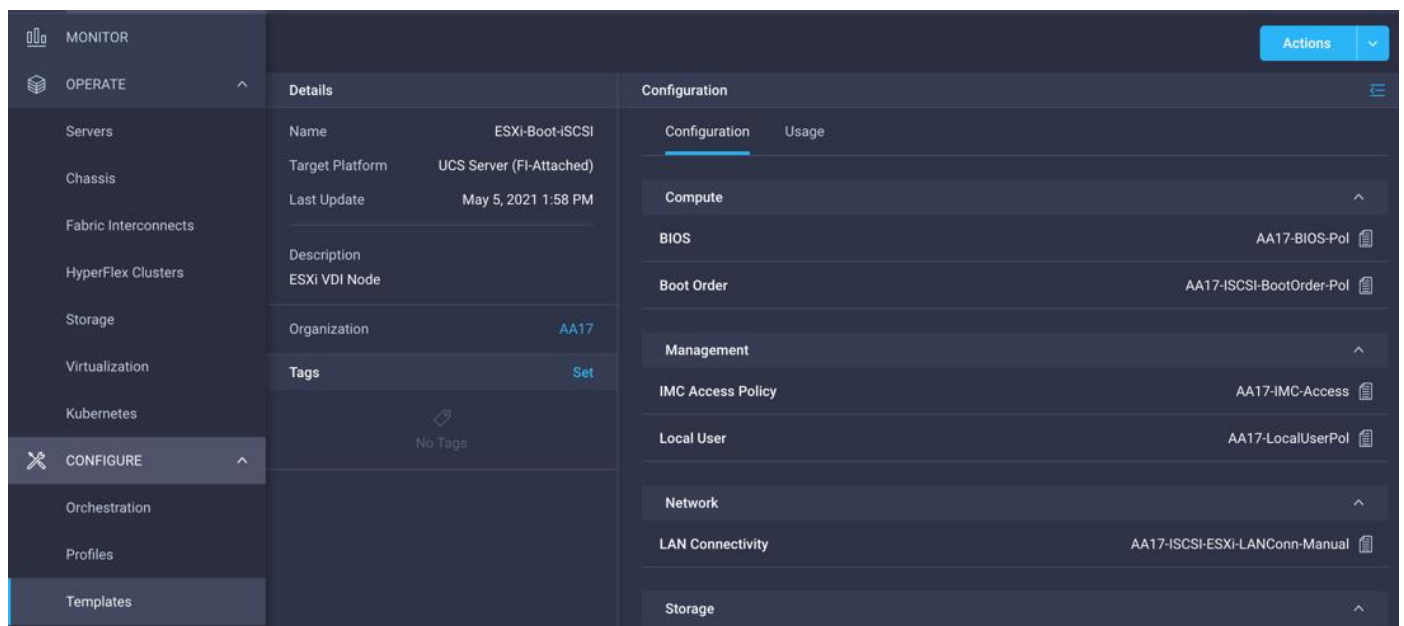 MONITOR
OPERATE
Servers
Chassis
Fabric Interconnects
HyperFlex Clusters
Storage
Virtualization
Kubernetes
CONFIGURE
Orchestration
Profiles
Templates
Actions
Details
Name ESXi-Boot-iSCSI
Target Platform UCS Server (FI-Attached)
Last Update May 5, 2021 1:58 PM
Description
ESXi VDI Node
Organization AA17
Tags Set
No Tags
Configuration
Configuration Usage
Compute
BIOS AA17-BIOS-Pol
Boot Order AA17-ISCSI-BootOrder-Pol
Management
IMC Access Policy AA17-IMC-Access
Local User AA17-LocalUserPol
Network
LAN Connectivity AA17-ISCSI-ESXi-LANConn-Manual
Storage